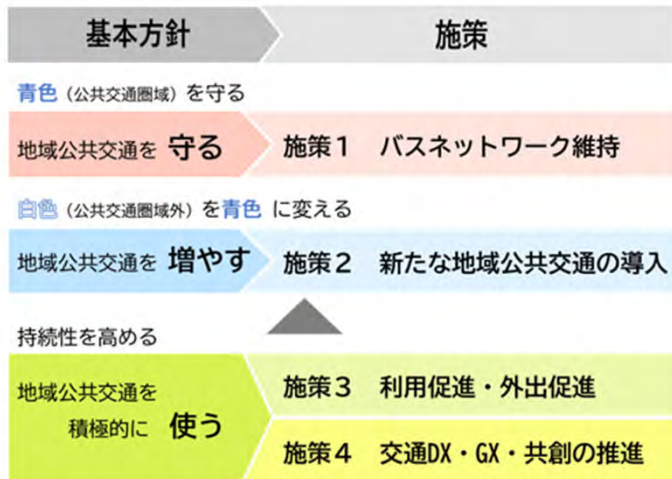 基本方針 施策
青色（公共交通圏域）を守る
地域公共交通を 守る 施策1 バスネットワーク維持
白色（公共交通圏域外）を青色 に変える
地域公共交通を 増やす 施策2 新たな地域公共交通の導入
持続性を高める
地域公共交通を
積極的に 使う
施策3 利用促進・外出促進
施策4 交通DX・GX・共創の推進